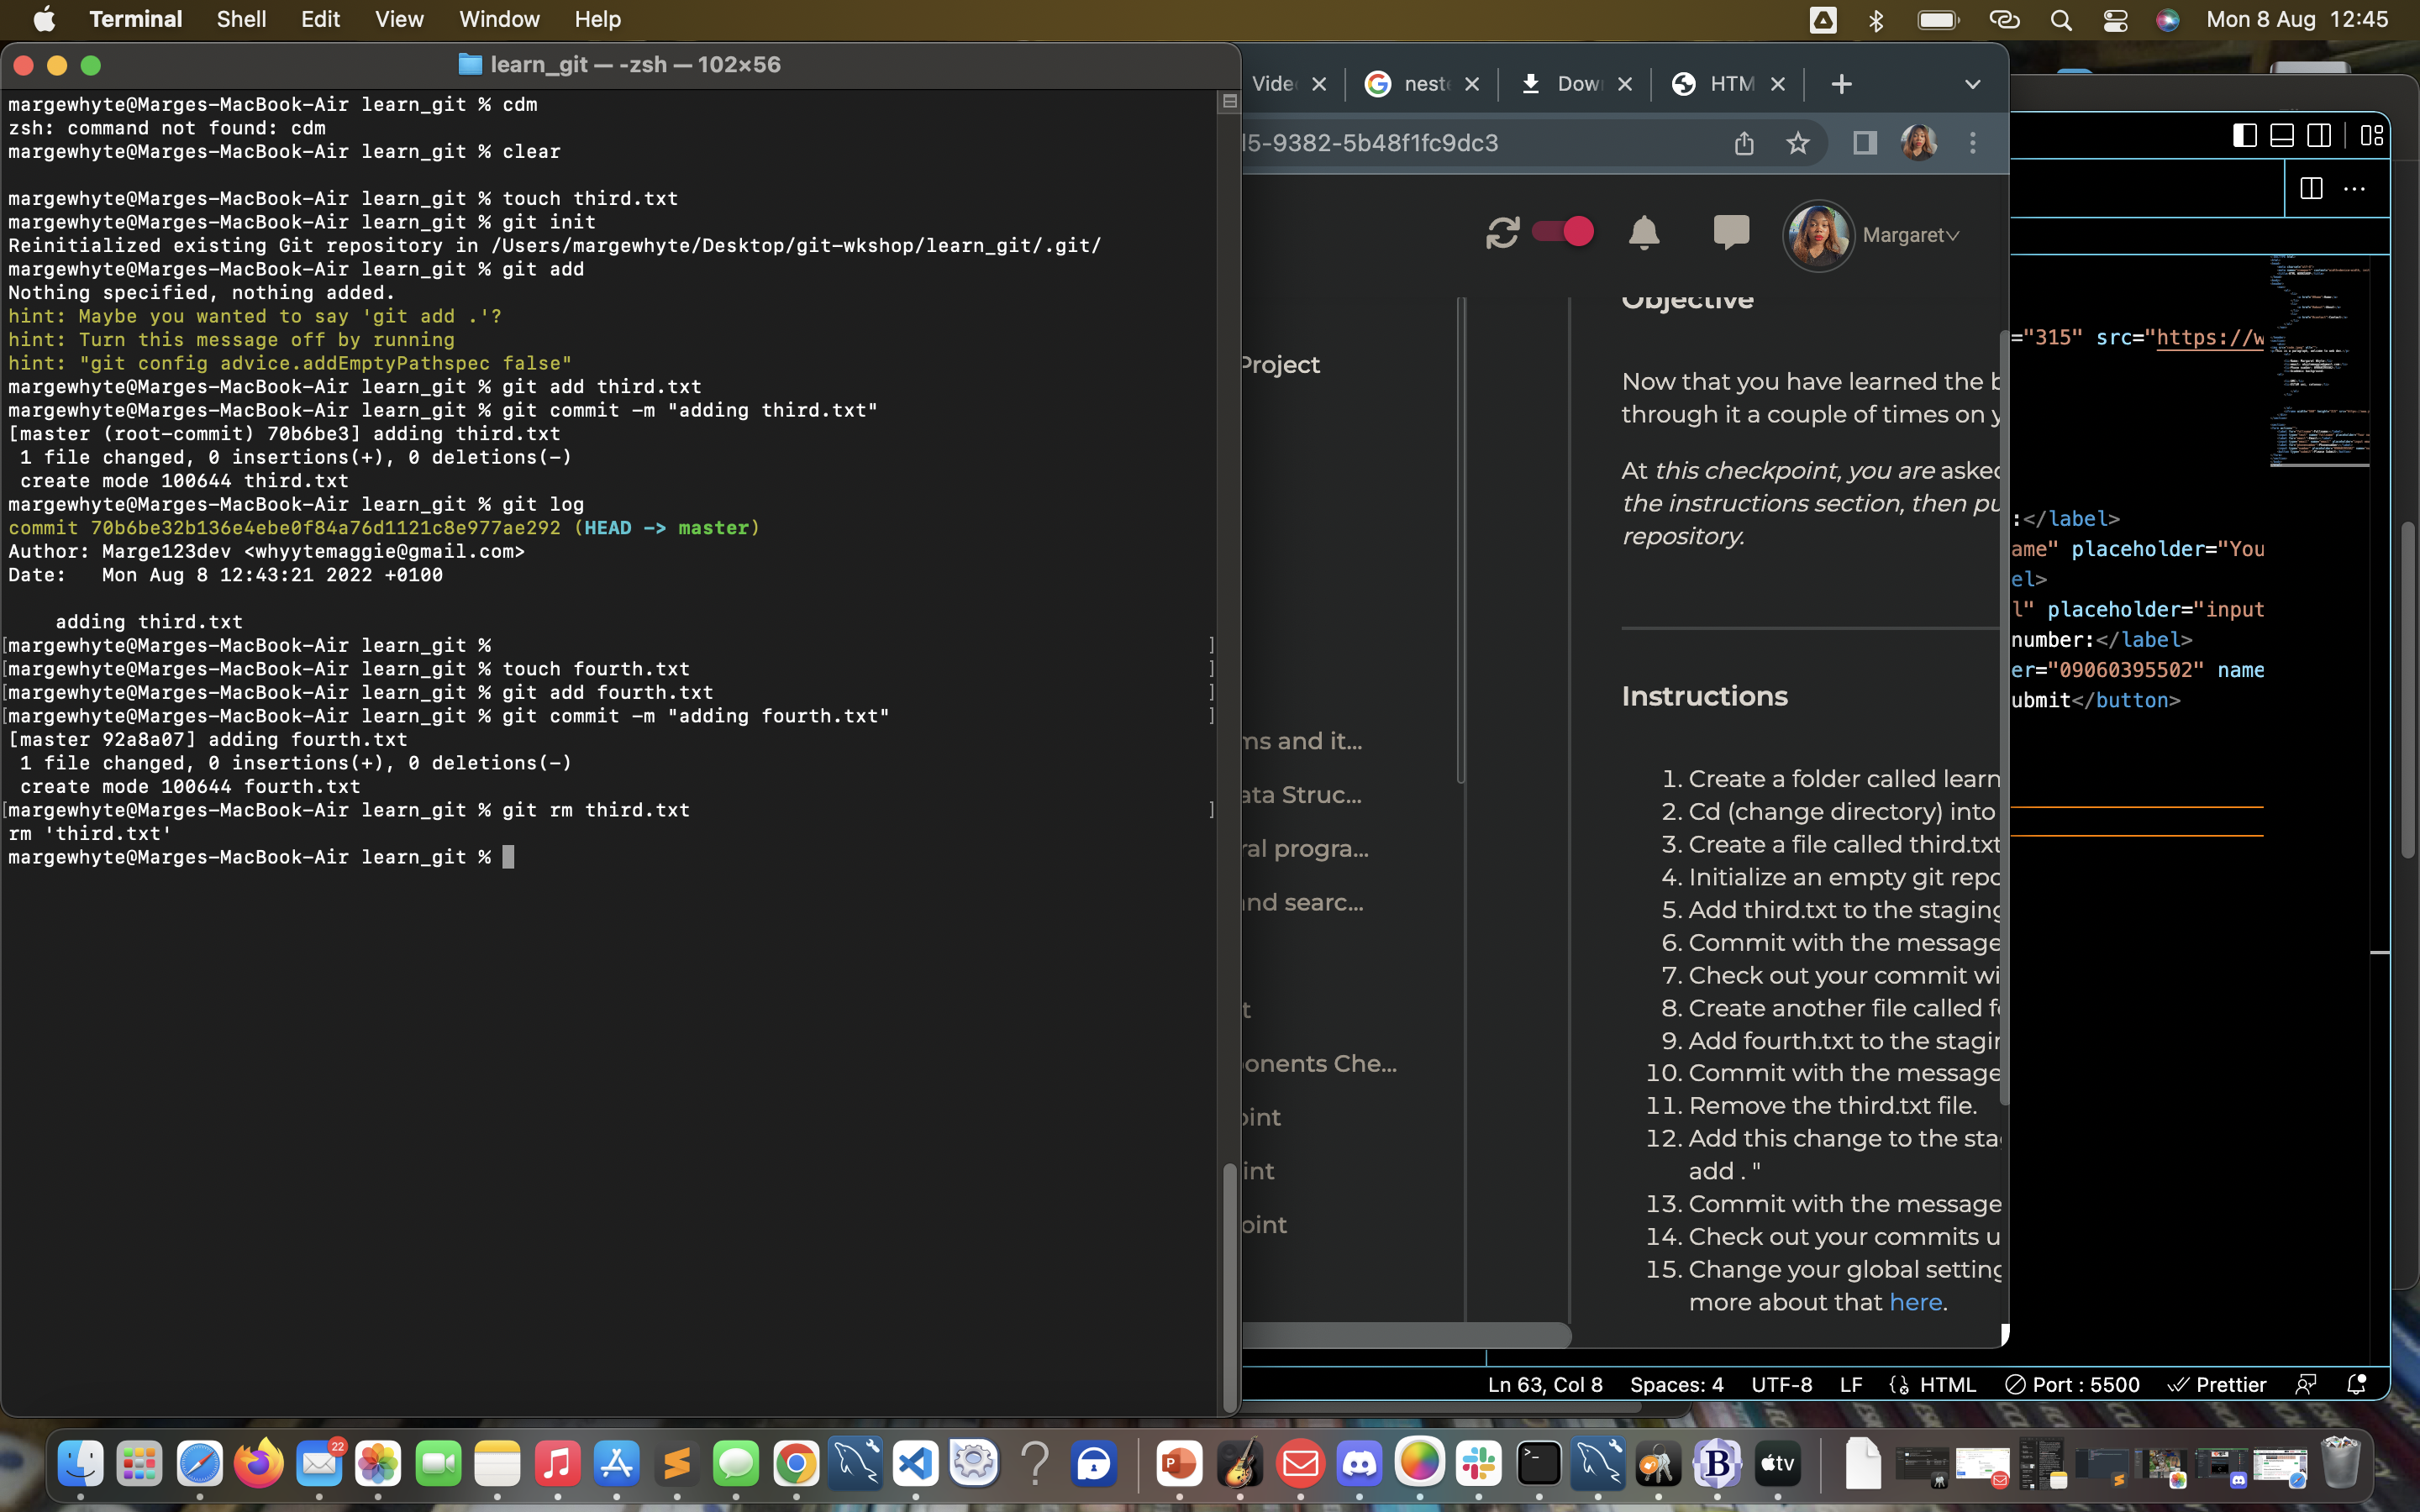 Terminal Shell Edit View Window Help Mon 8 Aug 12:45
learn_git — -zsh — 102×56
margewhyte@Marges-MacBook-Air learn_git % cdm
zsh: command not found: cdm
margewhyte@Marges-MacBook-Air learn_git % clear
margewhyte@Marges-MacBook-Air learn_git % touch third.txt
margewhyte@Marges-MacBook-Air learn_git % git init
Reinitialized existing Git repository in /Users/margewhyte/Desktop/git-wkshop/learn_git/.git/
margewhyte@Marges-MacBook-Air learn_git % git add
Nothing specified, nothing added.
hint: Maybe you wanted to say 'git add .'?
hint: Turn this message off by running
hint: "git config advice.addEmptyPathspec false"
margewhyte@Marges-MacBook-Air learn_git % git add third.txt
margewhyte@Marges-MacBook-Air learn_git % git commit -m "adding third.txt"
[master (root-commit) 70b6be3] adding third.txt
1 file changed, 0 insertions(+), 0 deletions(-)
create mode 100644 third.txt
margewhyte@Marges-MacBook-Air learn_git % git log
commit 70b6be32b136e4ebe0f84a76d1121c8e977ae292 (HEAD -> master)
Author: Marge123dev <whyytemaggie@gmail.com>
Date:   Mon Aug 8 12:43:21 2022 +0100
adding third.txt
[margewhyte@Marges-MacBook-Air learn_git % ]
[margewhyte@Marges-MacBook-Air learn_git % touch fourth.txt ]
[margewhyte@Marges-MacBook-Air learn_git % git add fourth.txt ]
[margewhyte@Marges-MacBook-Air learn_git % git commit -m "adding fourth.txt" ]
[master 92a8a07] adding fourth.txt
1 file changed, 0 insertions(+), 0 deletions(-)
create mode 100644 fourth.txt
[margewhyte@Marges-MacBook-Air learn_git % git rm third.txt ]
rm 'third.txt'
margewhyte@Marges-MacBook-Air learn_git %
Vide neste Dow HTM
l5-9382-5b48f1fc9dc3
Margaret
Project
ms and it...
ata Struc...
ral progra...
and searc...
t
ponents Che...
oint
int
oint
Objective
Now that you have learned the b
through it a couple of times on y
At this checkpoint, you are asked
the instructions section, then pu
repository.
Instructions
1. Create a folder called learn
2. Cd (change directory) into
3. Create a file called third.txt
4. Initialize an empty git repo
5. Add third.txt to the staging
6. Commit with the message
7. Check out your commit wi
8. Create another file called fo
9. Add fourth.txt to the stagin
10. Commit with the message
11. Remove the third.txt file.
12. Add this change to the sta
add . "
13. Commit with the message
14. Check out your commits u
15. Change your global setting
more about that here.
="315" src="https://w
:</label>
ame" placeholder="You
el>
l" placeholder="input
number:</label>
er="09060395502" name
ubmit</button>
Ln 63, Col 8 Spaces: 4 UTF-8 LF HTML Port : 5500 Prettier
22
P
B
tv